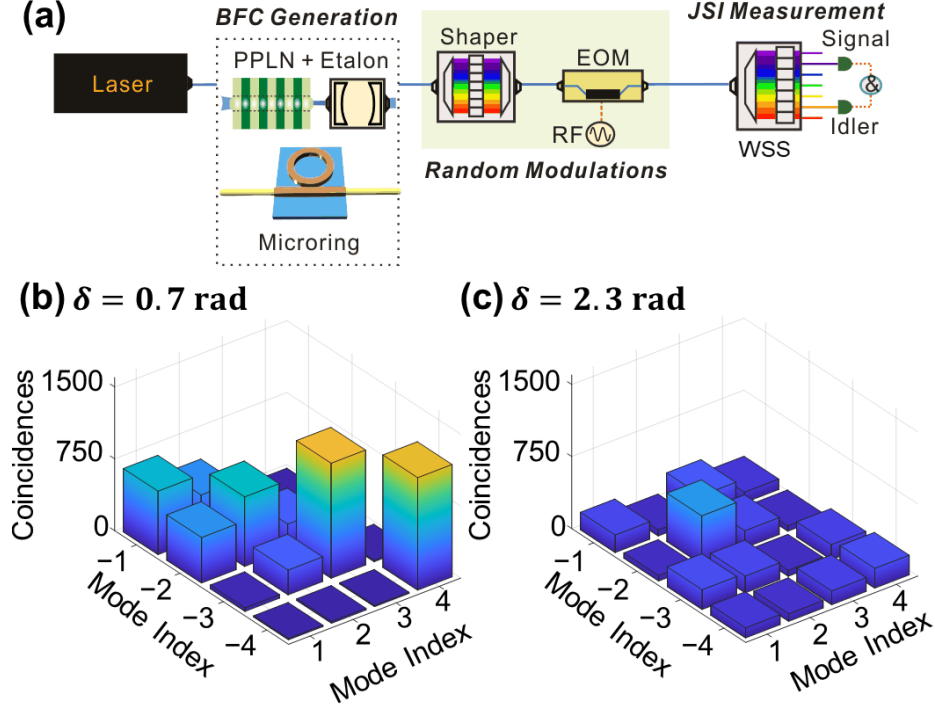 (a)
BFC Generation
JSI Measurement
PPLN + Etalon
Shaper
EOM
Signal
Laser
&
RF
Idler
WSS
Random Modulations
Microring
(b) δ = 0.7 rad
(c) δ = 2.3 rad
1500
750
0
Coincidences
−1
−2
−3
−4
Mode Index
1
2
3
4
Mode Index
1500
750
0
Coincidences
−1
−2
−3
−4
Mode Index
1
2
3
4
Mode Index